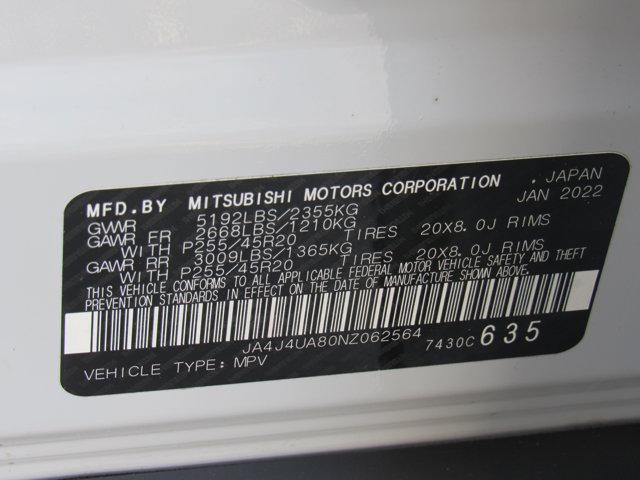 MFD.BY MITSUBISHI MOTORS CORPORATION . JAPAN
GVWR 5192LBS/2355KG JAN 2022
GAWR FR 2668LBS/1210KG
WITH P255/45R20 TIRES 20X8.0J RIMS
GAWR RR 3009LBS/1365KG
WITH P255/45R20 TIRES 20X8.0J RIMS
THIS VEHICLE CONFORMS TO ALL APPLICABLE FEDERAL MOTOR VEHICLE SAFETY AND THEFT
PREVENTION STANDARDS IN EFFECT ON THE DATE OF MANUFACTURE SHOWN ABOVE.
JA4J4UA80NZ062564 7430C 635
VEHICLE TYPE: MPV